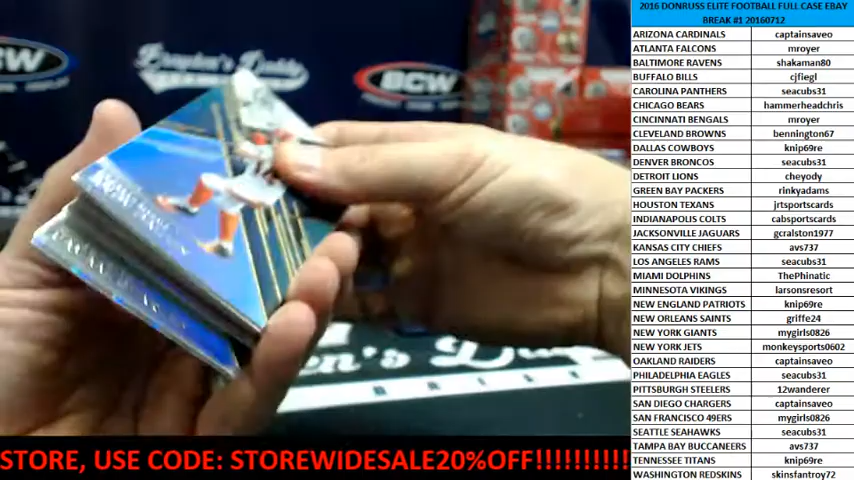 2016 DONRUSS ELITE FOOTBALL FULL CASE EBAY
BREAK #1 20160712
ARIZONA CARDINALS captainsaveo
ATLANTA FALCONS mroyer
BALTIMORE RAVENS shakaman80
BUFFALO BILLS cjfiegl
CAROLINA PANTHERS seacubs31
CHICAGO BEARS hammerheadchris
CINCINNATI BENGALS mroyer
CLEVELAND BROWNS bennington67
DALLAS COWBOYS knip69re
DENVER BRONCOS seacubs31
DETROIT LIONS cheyody
GREEN BAY PACKERS rinkyadams
HOUSTON TEXANS jrtsportscards
INDIANAPOLIS COLTS cabsportscards
JACKSONVILLE JAGUARS gcralston1977
KANSAS CITY CHIEFS avs737
LOS ANGELES RAMS seacubs31
MIAMI DOLPHINS ThePhinatic
MINNESOTA VIKINGS larsonsresort
NEW ENGLAND PATRIOTS knip69re
NEW ORLEANS SAINTS griffe24
NEW YORK GIANTS mygirls0826
NEW YORK JETS monkeysports0602
OAKLAND RAIDERS captainsaveo
PHILADELPHIA EAGLES seacubs31
PITTSBURGH STEELERS 12wanderer
SAN DIEGO CHARGERS captainsaveo
SAN FRANCISCO 49ERS mygirls0826
SEATTLE SEAHAWKS seacubs31
TAMPA BAY BUCCANEERS avs737
TENNESSEE TITANS knip69re
WASHINGTON REDSKINS skinsfantroy72
Brayden's Daddy
BREAKS
BCW
STORE, USE CODE: STOREWIDESALE20%OFF!!!!!!!!!!!